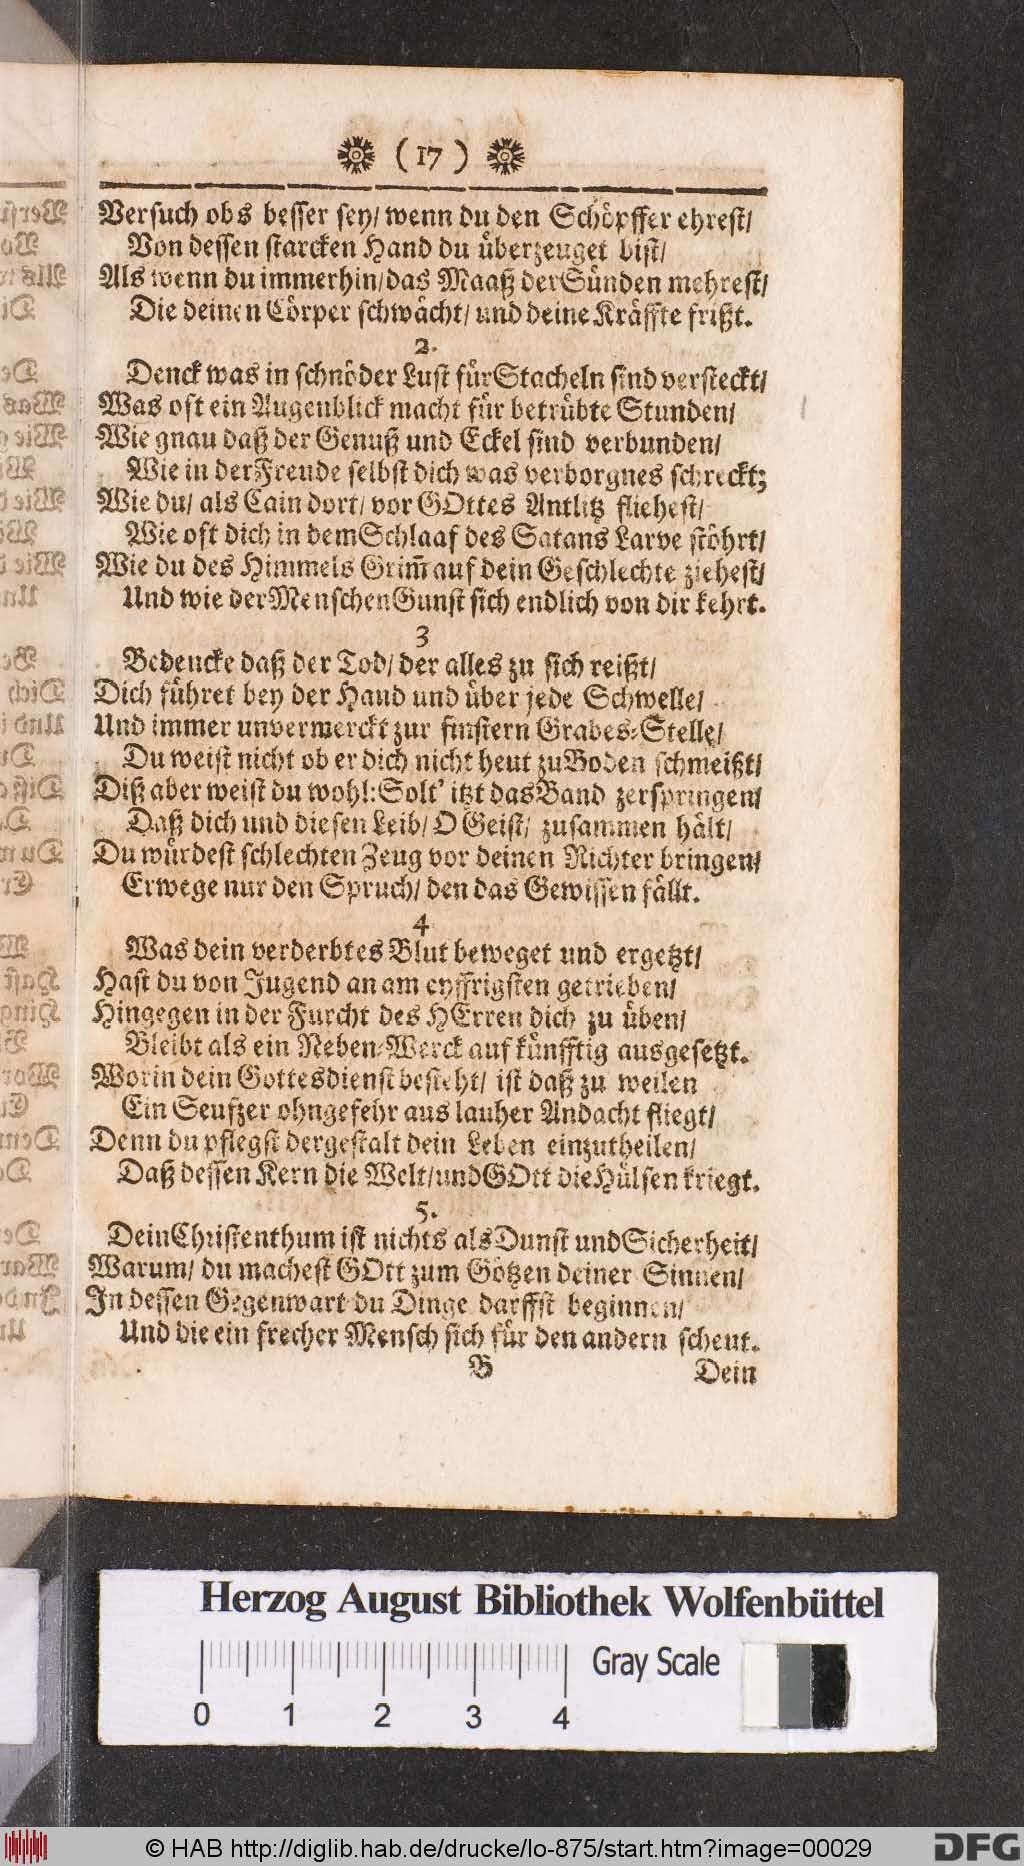 ( 17 )
Versuch obs besser sey/ wenn du den Schöpffer ehrest/
Von dessen starcken Hand du überzeuget bist/
Als wenn du immerhin/ das Maaß der Sünden mehrest/
Die deinen Cörper schwächt/ und deine Kräffte frißt.
2.
Denck was in schnöder Lust für Stacheln sind versteckt/
Was oft ein Augenblick macht für betrübte Stunden/
Wie gnau daß der Genuß und Eckel sind verbunden/
Wie in der Freude selbst dich was verborgnes schreckt;
Wie du/ als Cain dort/ vor GOttes Antlitz fliehest/
Wie oft dich in dem Schlaaf des Satans Larve stöhrt/
Wie du des Himmels Grim̄ auf dein Geschlechte ziehest/
Und wie der Menschen Gunst sich endlich von dir kehrt.
3
Bedencke daß der Tod/ der alles zu sich reißt/
Dich führet bey der Hand und über jede Schwelle/
Und immer unvermerckt zur finstern Grabes-Stelle/
Du weist nicht ob er dich nicht heut zu Boden schmeißt/
Diß aber weist du wohl: Solt' itzt das Band zerspringen/
Daß dich und diesen Leib/ O Geist/ zusammen hält/
Du würdest schlechten Zeug vor deinen Richter bringen/
Erwege nur den Spruch/ den das Gewissen fällt.
4
Was dein verderbtes Blut beweget und ergetzt/
Hast du von Jugend an am eyffrigsten getrieben/
Hingegen in der Furcht des HErren dich zu üben/
Bleibt als ein Neben-Werck auf künfftig ausgesetzt.
Worin dein Gottesdienst besteht/ ist daß zu weilen
Ein Seufzer ohngefehr aus lauher Andacht fliegt/
Denn du pflegst dergestalt dein Leben einzutheilen/
Daß dessen Kern die Welt/ und GOtt die Hülsen kriegt.
5.
Dein Christenthum ist nichts als Dunst und Sicherheit/
Warum/ du machest GOtt zum Götzen deiner Sinnen/
In dessen Gegenwart du Dinge darffst beginnen/
Und die ein frecher Mensch sich für den andern scheut.
B Dein
Herzog August Bibliothek Wolfenbüttel
0 1 2 3 4 Gray Scale
© HAB http://diglib.hab.de/drucke/lo-875/start.htm?image=00029 DFG